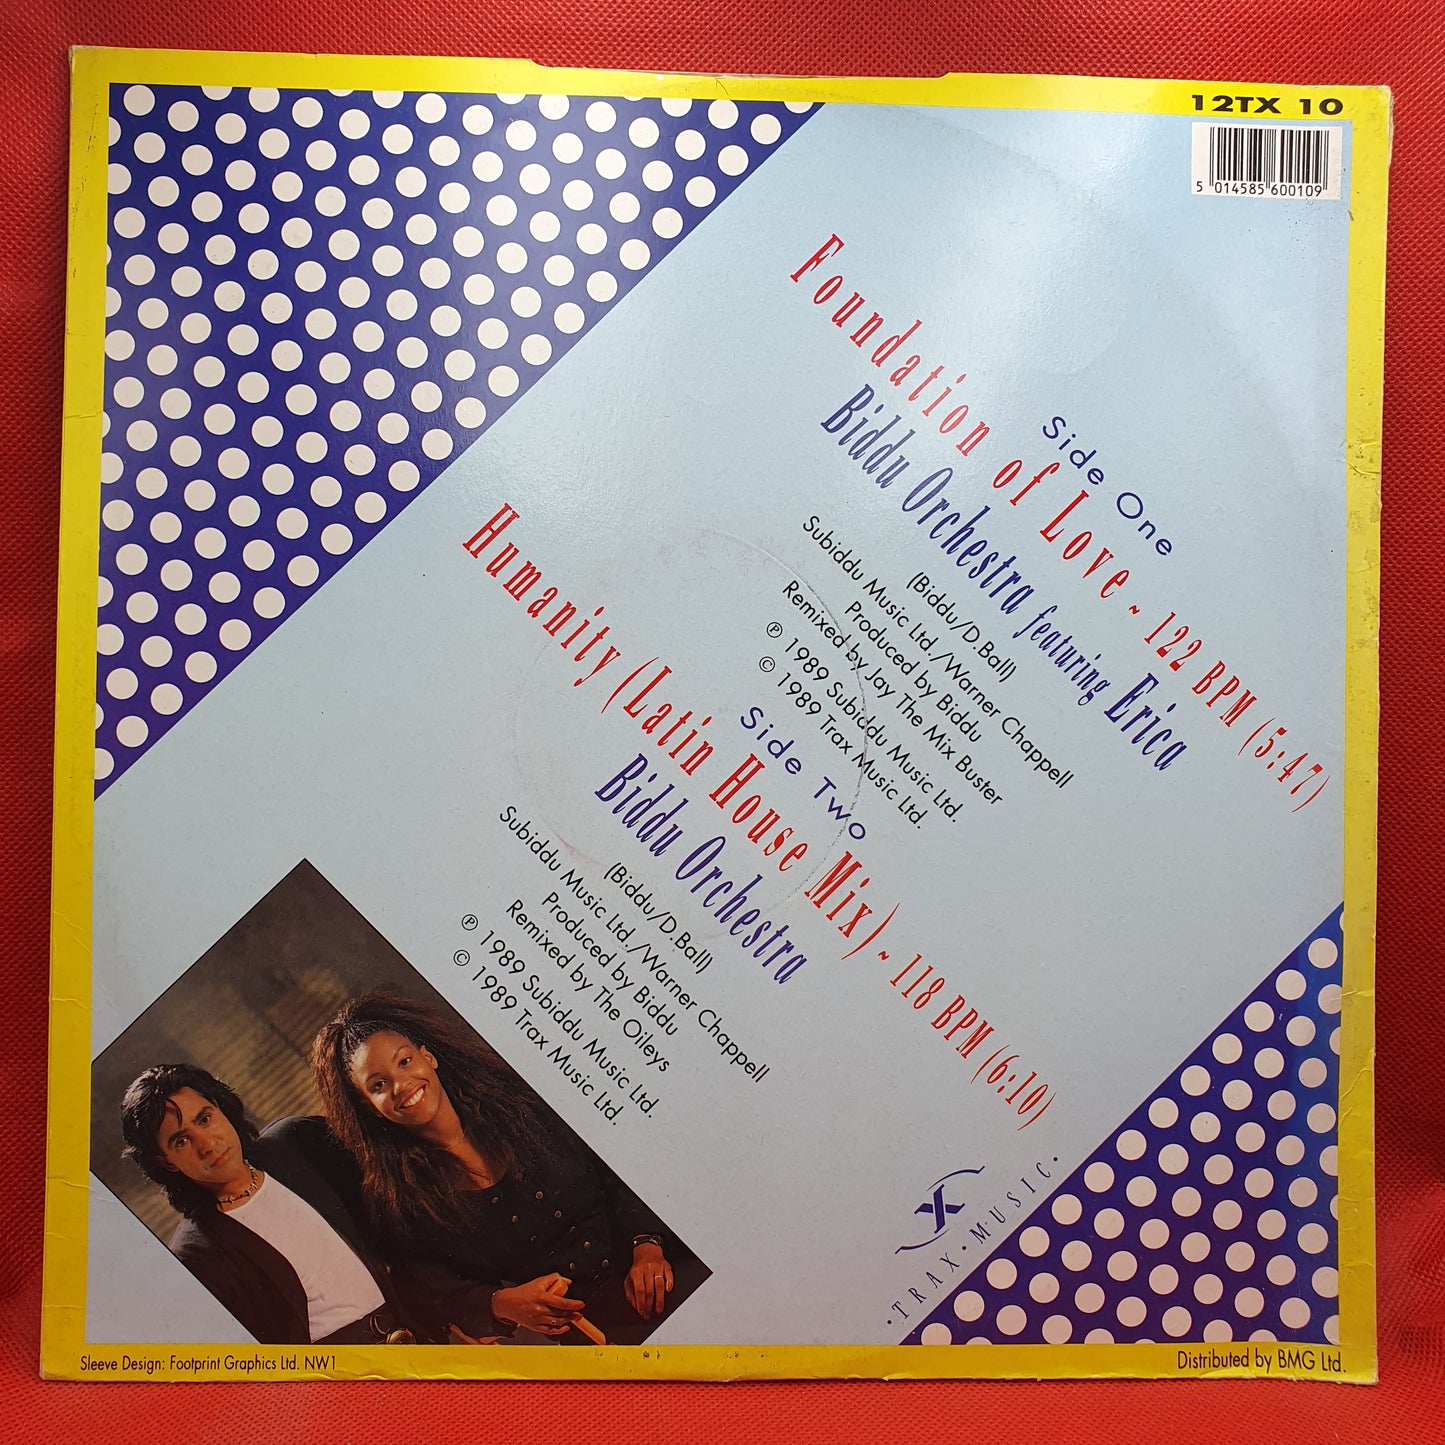 12TX 10
5 014585 600109
Side One
Foundation of Love ~ 122 BPM (5:47)
Biddu Orchestra featuring Erica
(Biddu/D.Ball)
Subiddu Music Ltd./Warner Chappell
Produced by Biddu
Remixed by Jay The Mix Buster
℗ 1989 Subiddu Music Ltd.
© 1989 Trax Music Ltd.
Side Two
Humanity (Latin House Mix) ~ 118 BPM (6:10)
Biddu Orchestra
(Biddu/D.Ball)
Subiddu Music Ltd./Warner Chappell
Produced by Biddu
Remixed by The Oileys
℗ 1989 Subiddu Music Ltd.
© 1989 Trax Music Ltd.
X
·TRAX·MUSIC·
Sleeve Design: Footprint Graphics Ltd. NW1
Distributed by BMG Ltd.